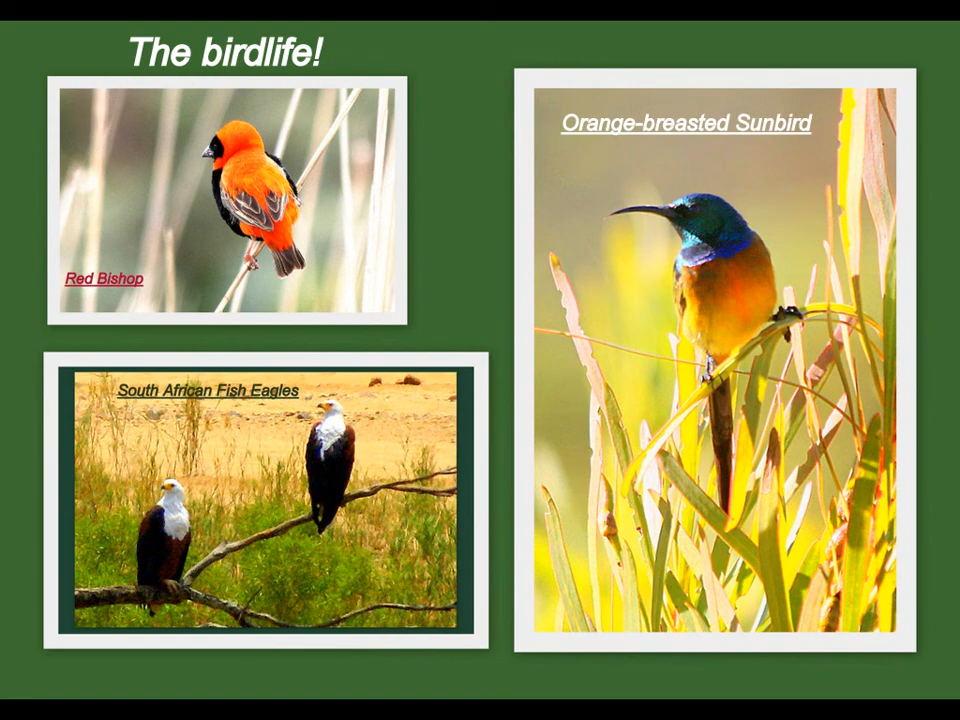 The birdlife!
Red Bishop
South African Fish Eagles
Orange-breasted Sunbird